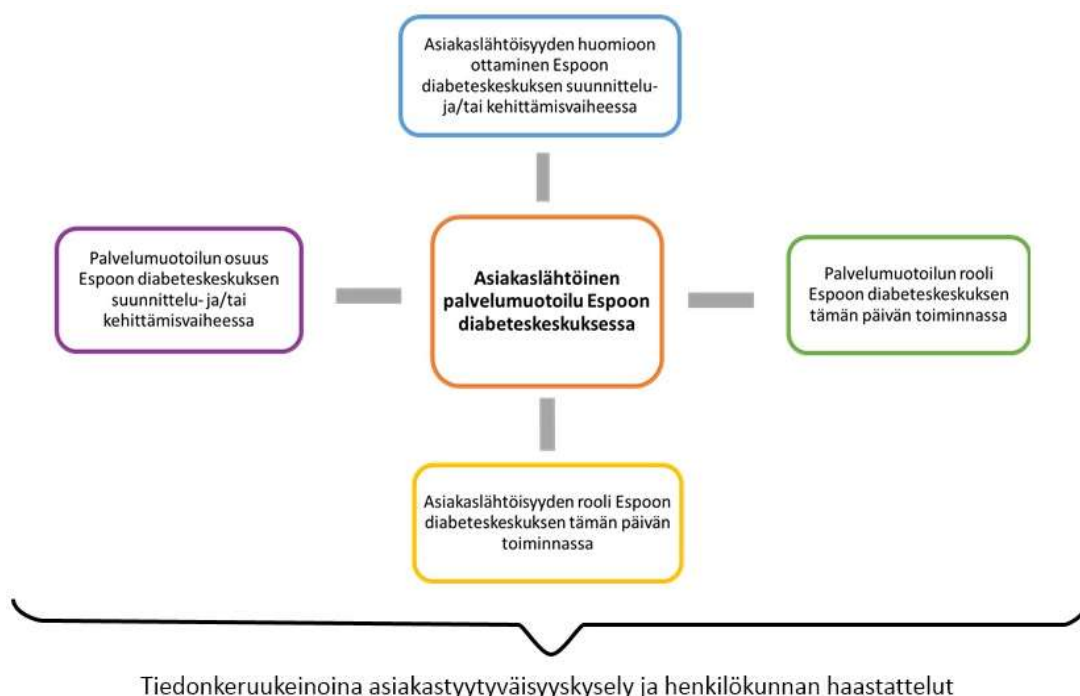 Asiakaslähtöisyyden huomioon
ottaminen Espoon
diabeteskeskuksen suunnittelu-
ja/tai kehittämisvaiheessa
Palvelumuotoilun osuus
Espoon diabeteskeskuksen
suunnittelu- ja/tai
kehittämisvaiheessa
Asiakaslähtöinen
palvelumuotoilu Espoon
diabeteskeskuksessa
Palvelumuotoilun rooli
Espoon diabeteskeskuksen
tämän päivän toiminnassa
Asiakaslähtöisyyden rooli Espoon
diabeteskeskuksen tämän päivän
toiminnassa
Tiedonkeruukeinoina asiakastyytyväisyyskysely ja henkilökunnan haastattelut